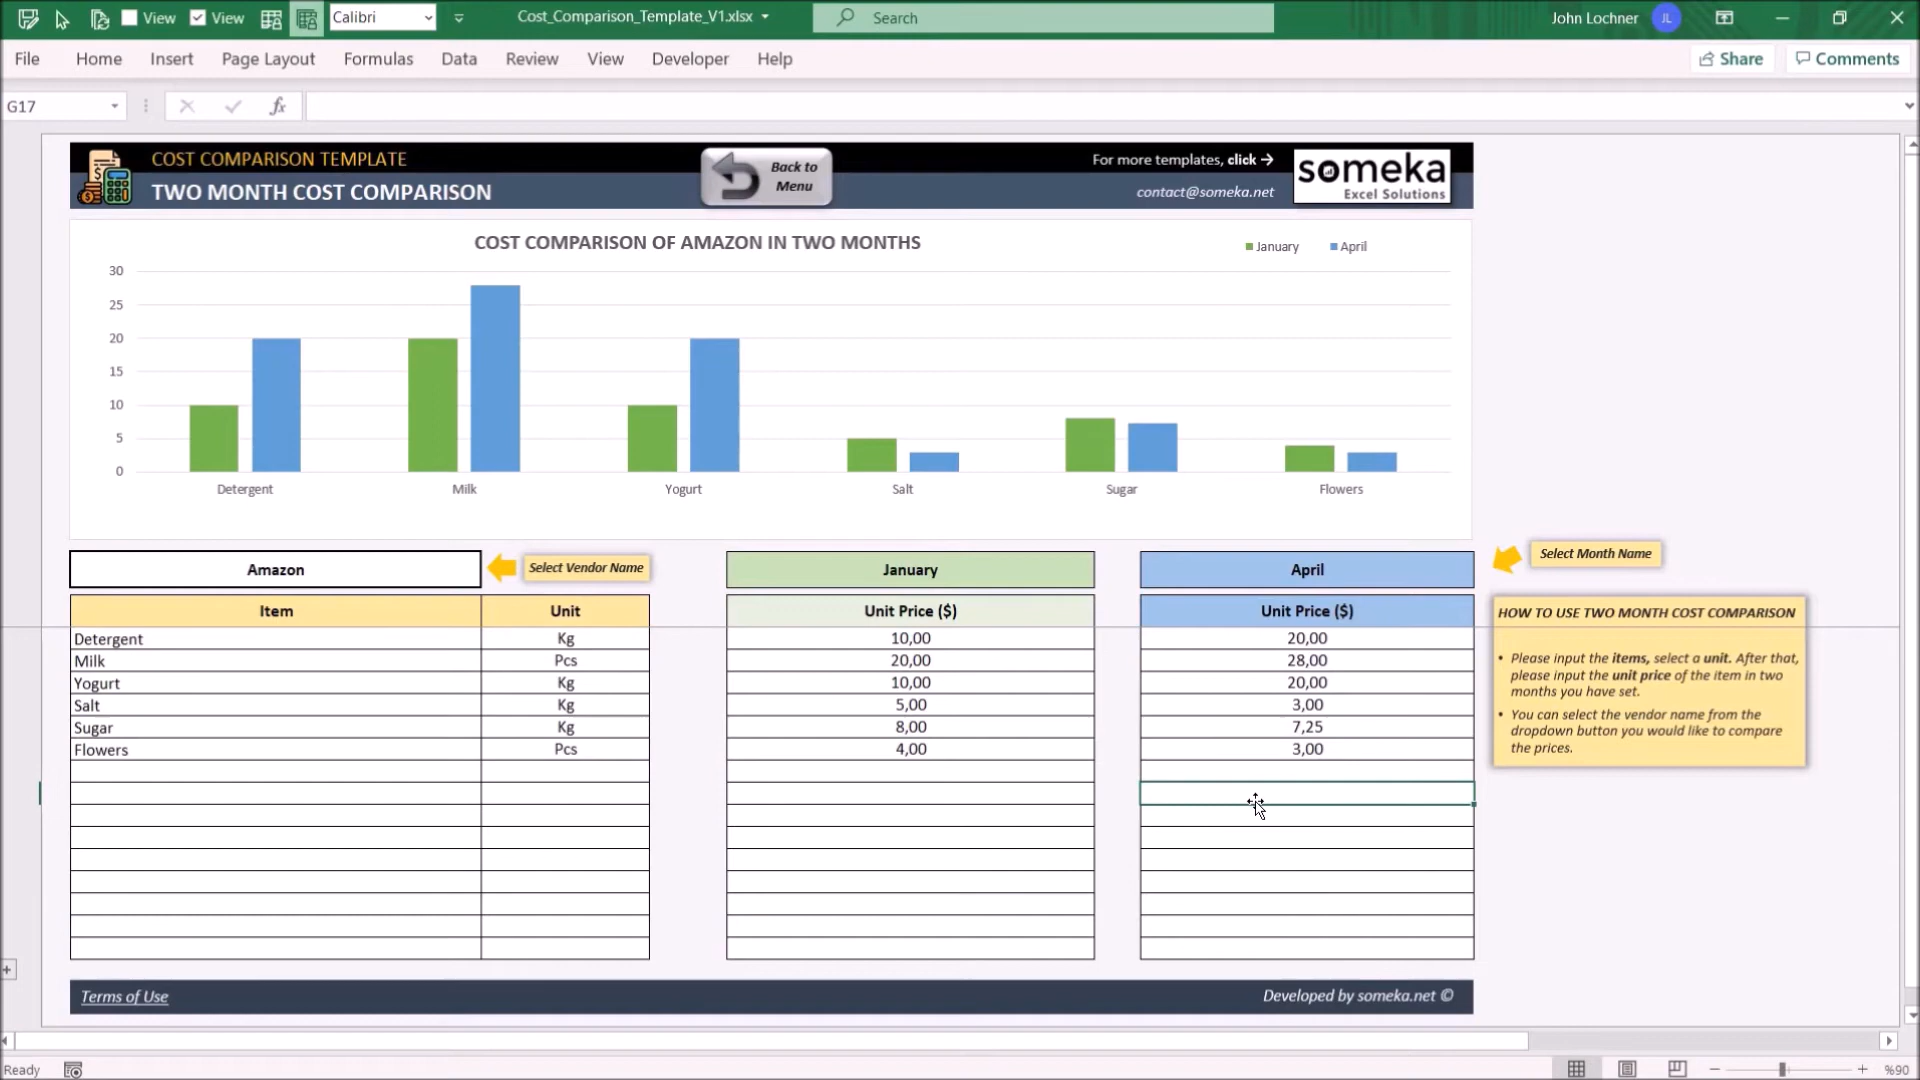 View View Calibri Cost_Comparison_Template_V1.xlsx Search John Lochner JL
File Home Insert Page Layout Formulas Data Review View Developer Help Share Comments
G17 fx
COST COMPARISON TEMPLATE
TWO MONTH COST COMPARISON
Back to
Menu
For more templates, click →
contact@someka.net
someka
Excel Solutions
COST COMPARISON OF AMAZON IN TWO MONTHS
January April
30
25
20
15
10
5
0
Detergent Milk Yogurt Salt Sugar Flowers
Amazon Select Vendor Name January April Select Month Name
Item Unit Unit Price ($) Unit Price ($)
Detergent Kg 10,00 20,00
Milk Pcs 20,00 28,00
Yogurt Kg 10,00 20,00
Salt Kg 5,00 3,00
Sugar Kg 8,00 7,25
Flowers Pcs 4,00 3,00
HOW TO USE TWO MONTH COST COMPARISON
• Please input the items, select a unit. After that,
please input the unit price of the item in two
months you have set.
• You can select the vendor name from the
dropdown button you would like to compare
the prices.
Terms of Use Developed by someka.net ©
Ready %90